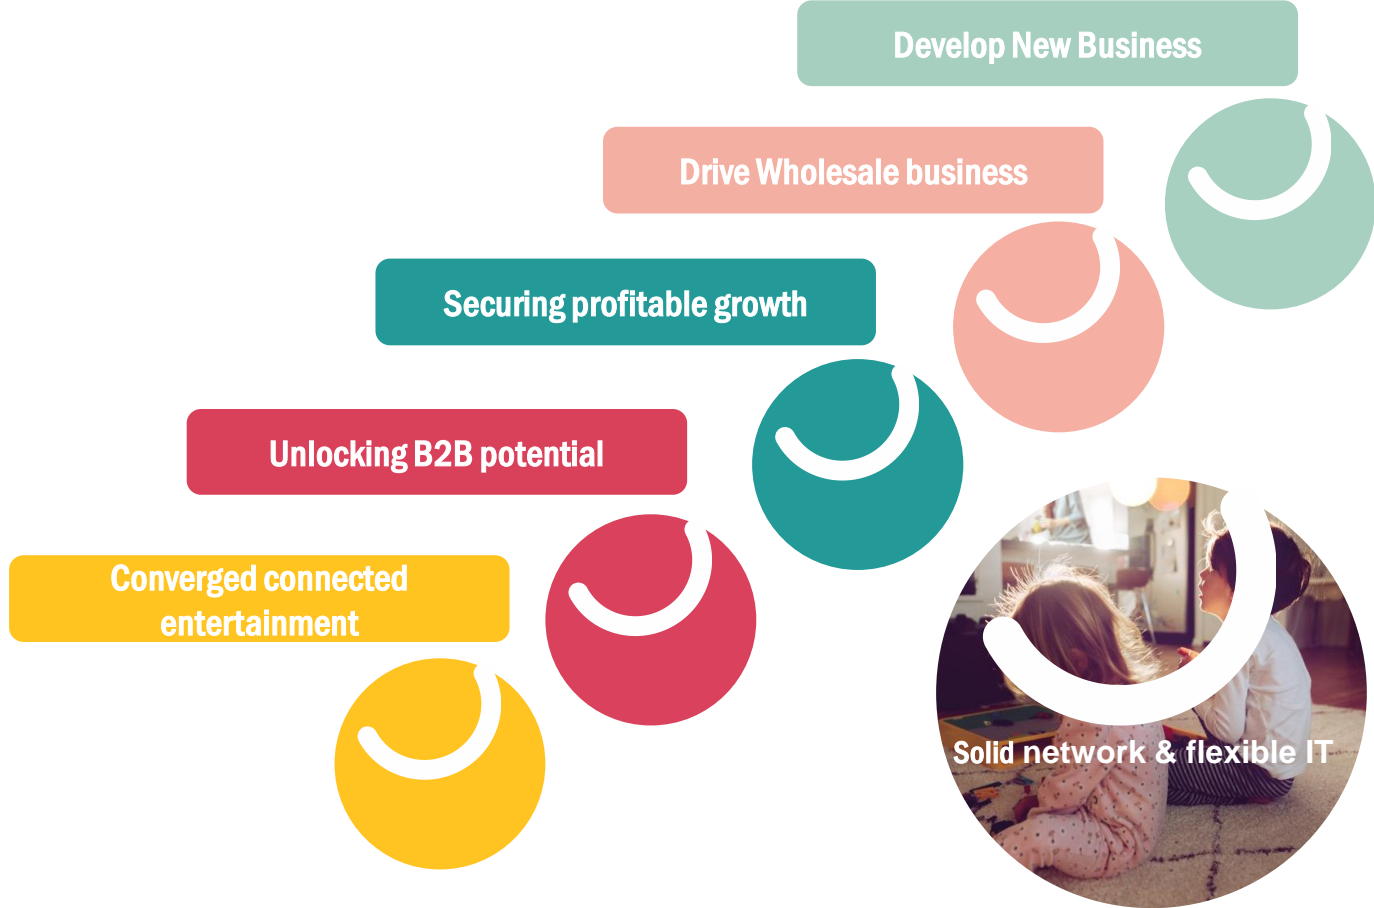 Develop New Business
Drive Wholesale business
Securing profitable growth
Unlocking B2B potential
Converged connected
entertainment
Solid network & flexible IT